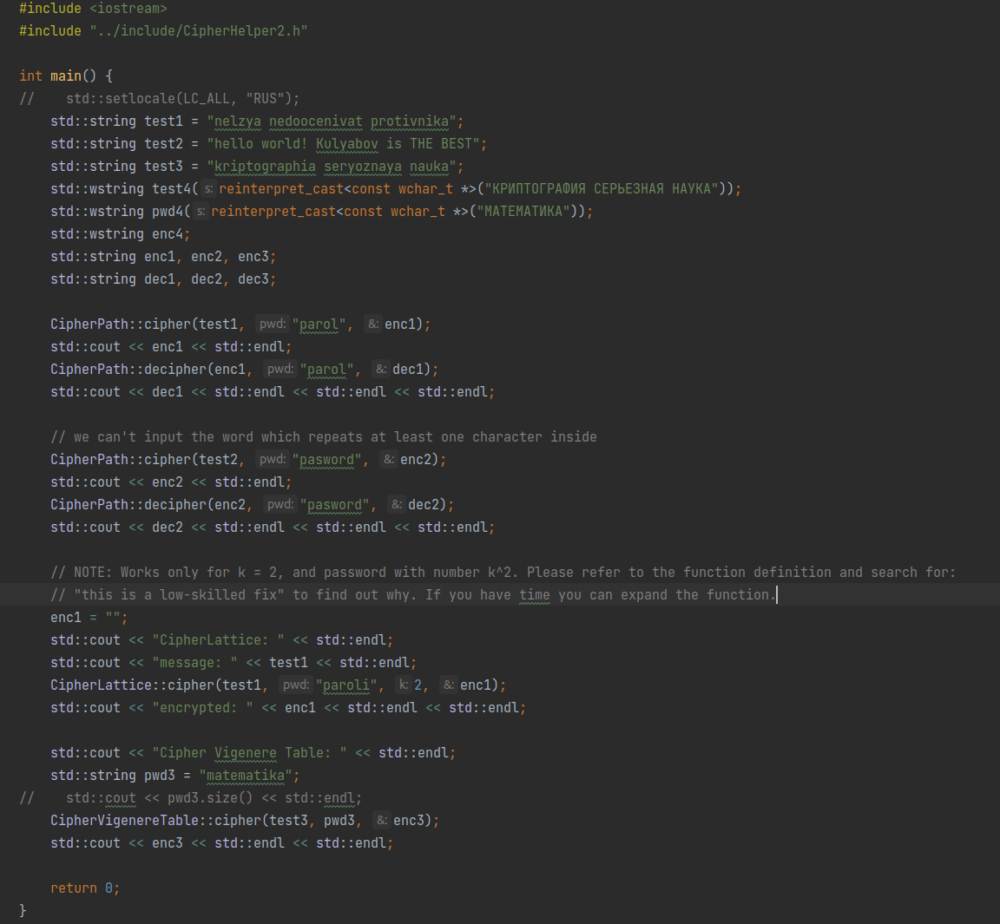 #include <iostream>
#include "../include/CipherHelper2.h"

int main() {
//    std::setlocale(LC_ALL, "RUS");
    std::string test1 = "nelzya nedoocenivat protivnika";
    std::string test2 = "hello world! Kulyabov is THE BEST";
    std::string test3 = "kriptographia seryoznaya nauka";
    std::wstring test4( s: reinterpret_cast<const wchar_t *>("КРИПТОГРАФИЯ СЕРЬЕЗНАЯ НАУКА"));
    std::wstring pwd4( s: reinterpret_cast<const wchar_t *>("МАТЕМАТИКА"));
    std::wstring enc4;
    std::string enc1, enc2, enc3;
    std::string dec1, dec2, dec3;

    CipherPath::cipher(test1, pwd: "parol", &: enc1);
    std::cout << enc1 << std::endl;
    CipherPath::decipher(enc1, pwd: "parol", &: dec1);
    std::cout << dec1 << std::endl << std::endl << std::endl;

    // we can't input the word which repeats at least one character inside
    CipherPath::cipher(test2, pwd: "pasword", &: enc2);
    std::cout << enc2 << std::endl;
    CipherPath::decipher(enc2, pwd: "pasword", &: dec2);
    std::cout << dec2 << std::endl << std::endl << std::endl;

    // NOTE: Works only for k = 2, and password with number k^2. Please refer to the function definition and search for:
    // "this is a low-skilled fix" to find out why. If you have time you can expand the function.
    enc1 = "";
    std::cout << "CipherLattice: " << std::endl;
    std::cout << "message: " << test1 << std::endl;
    CipherLattice::cipher(test1, pwd: "paroli", k: 2, &: enc1);
    std::cout << "encrypted: " << enc1 << std::endl << std::endl;

    std::cout << "Cipher Vigenere Table: " << std::endl;
    std::string pwd3 = "matematika";
//    std::cout << pwd3.size() << std::endl;
    CipherVigenereTable::cipher(test3, pwd3, &: enc3);
    std::cout << enc3 << std::endl << std::endl;

    return 0;
}